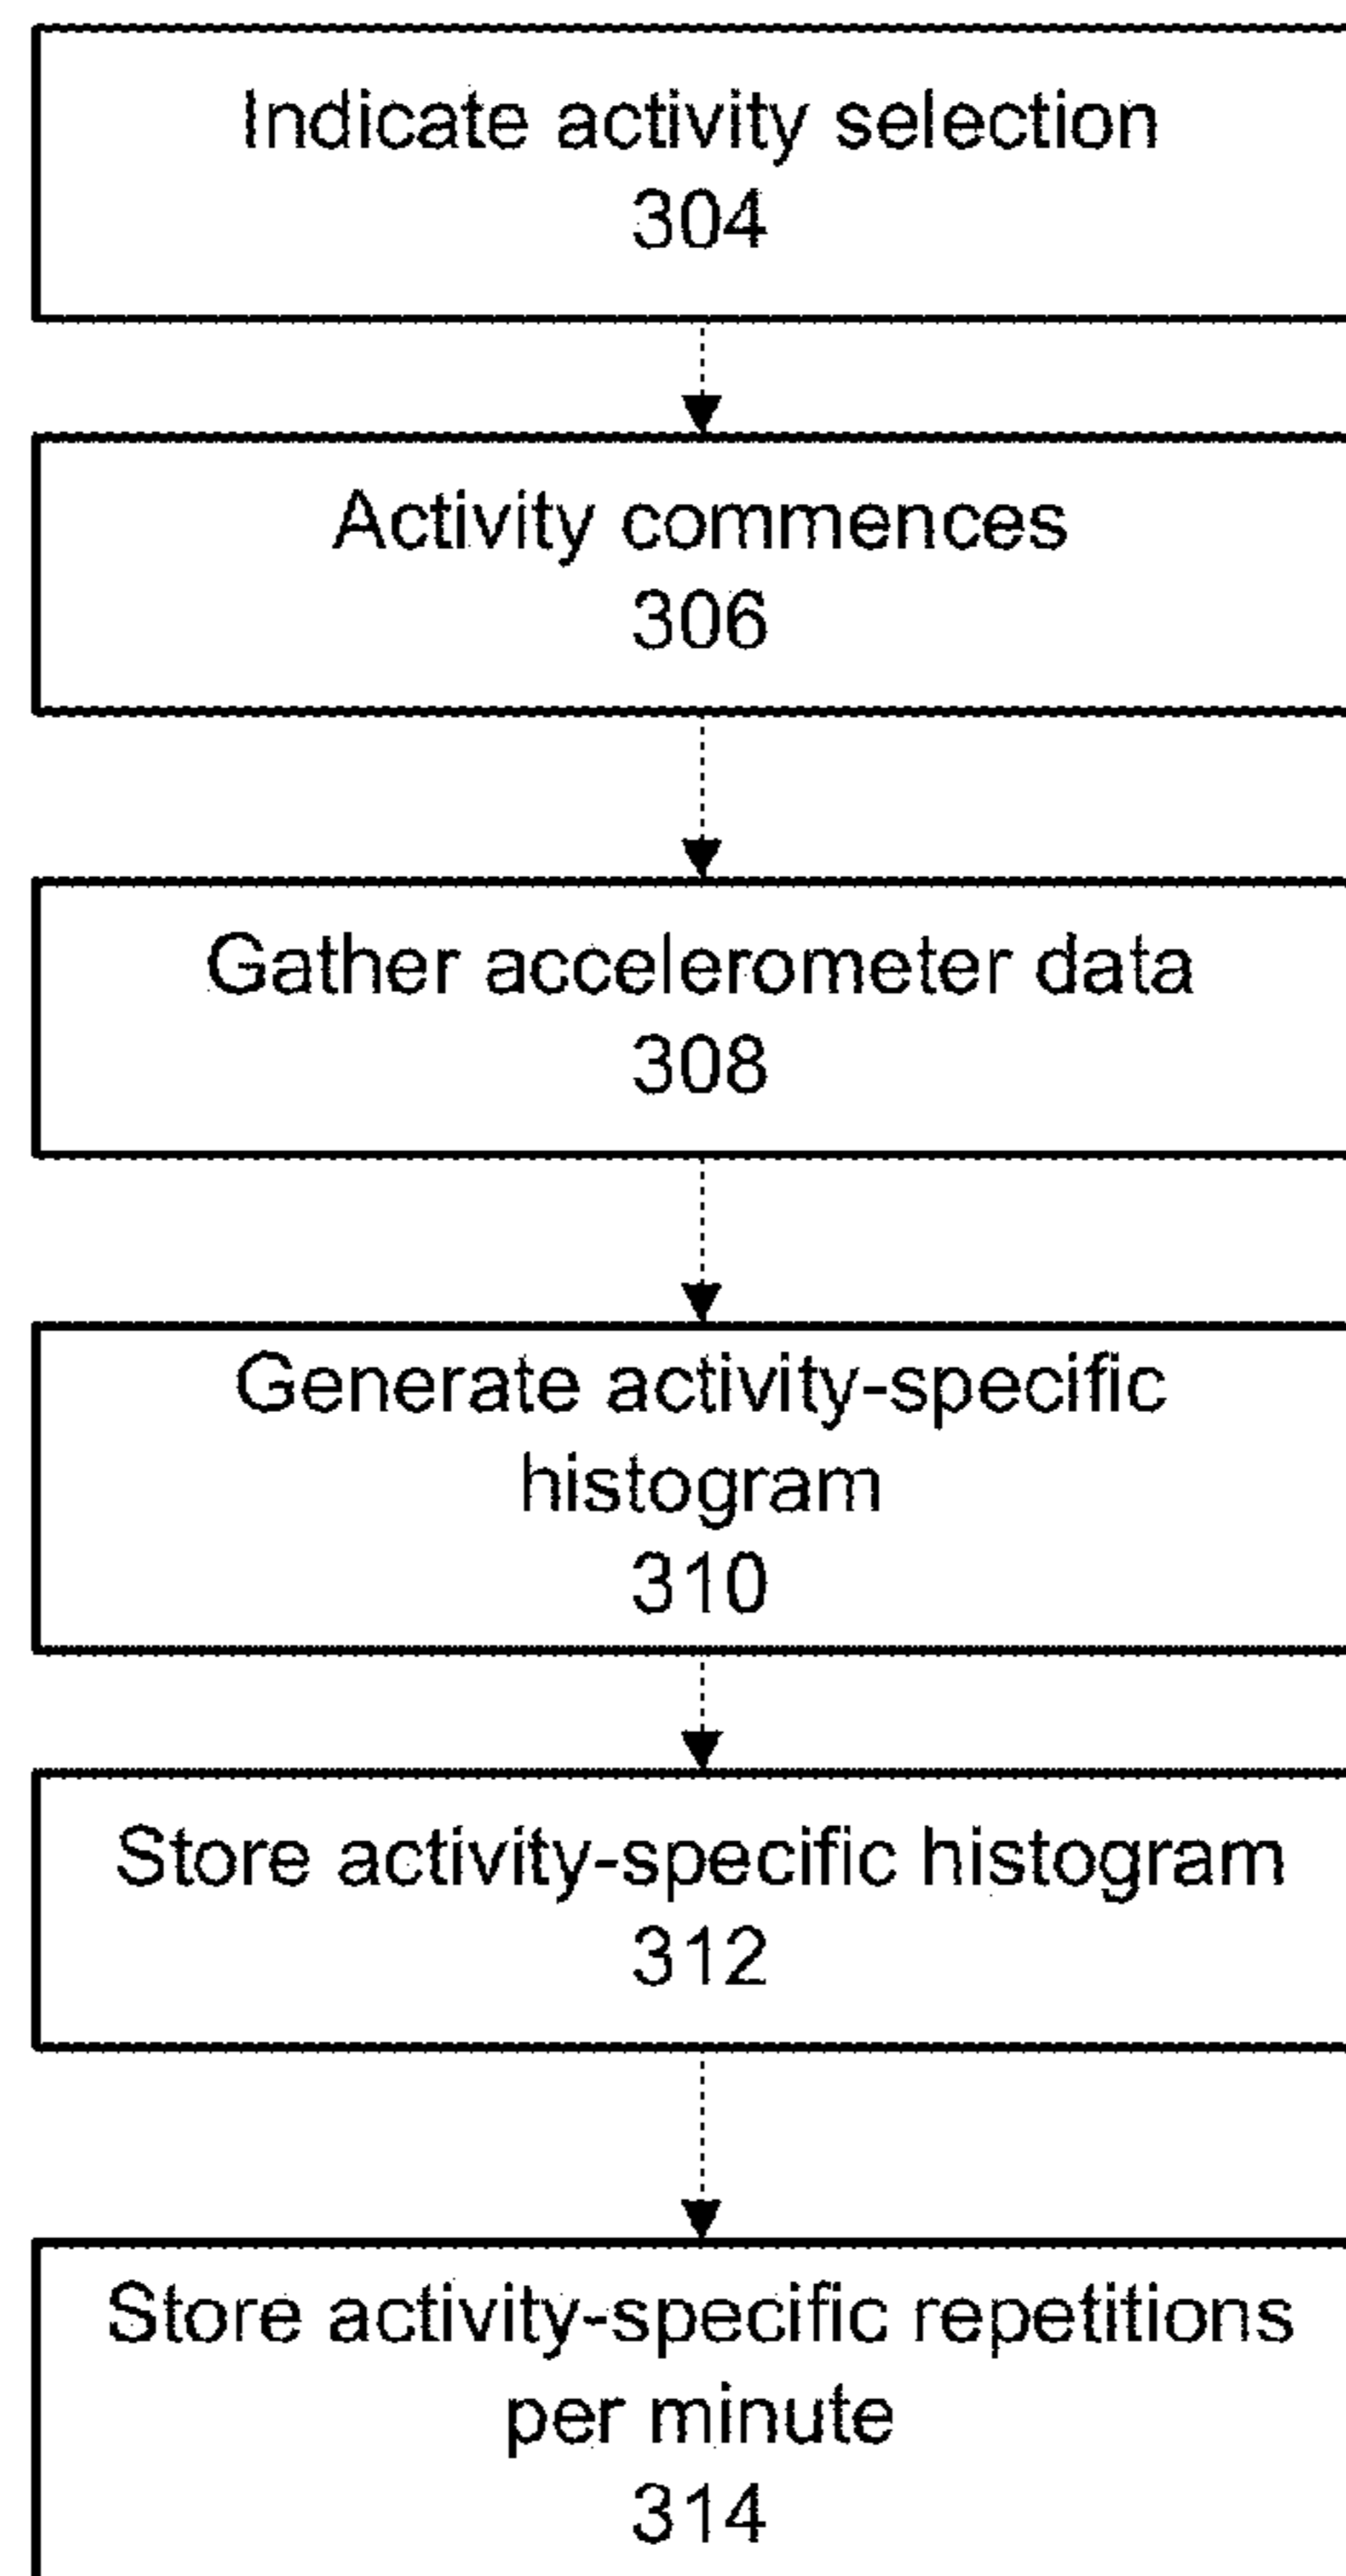 Indicate activity selection
304
Activity commences
306
Gather accelerometer data
308
Generate activity-specific
histogram
310
Store activity-specific histogram
312
Store activity-specific repetitions
per minute
314